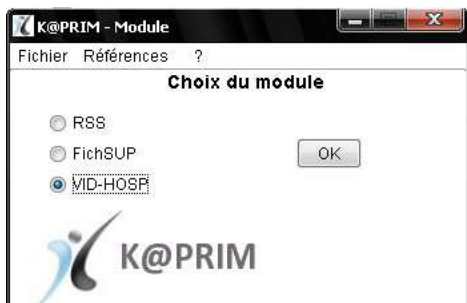 K@PRIM - Module
Fichier Références ?
Choix du module
RSS
FichSUP
OK
VID-HOSP
K@PRIM